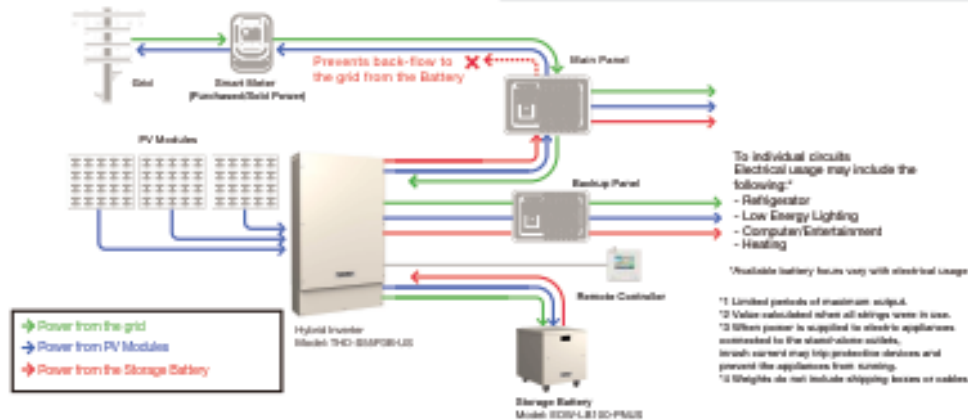 Grid
Smart Meter
(Purchased/Sold Power)
Prevents back-flow to
the grid from the Battery
Main Panel
PV Modules
To individual circuits
Electrical usage may include the
following:*
- Refrigerator
- Low Energy Lighting
- Computer/Entertainment
- Heating
Backup Panel
*Available battery hours vary with electrical usage
Remote Controller
*1 Limited periods of maximum output.
*2 Value calculated when all strings were in use.
*3 When power is supplied to electric appliances
connected to the stand-alone outlets,
inrush current may trip protective devices and
prevent the appliances from running.
*4 Weights do not include shipping boxes or cables
Power from the grid
Power from PV Modules
Power from the Storage Battery
Hybrid Inverter
Model:
Storage Battery
Model: